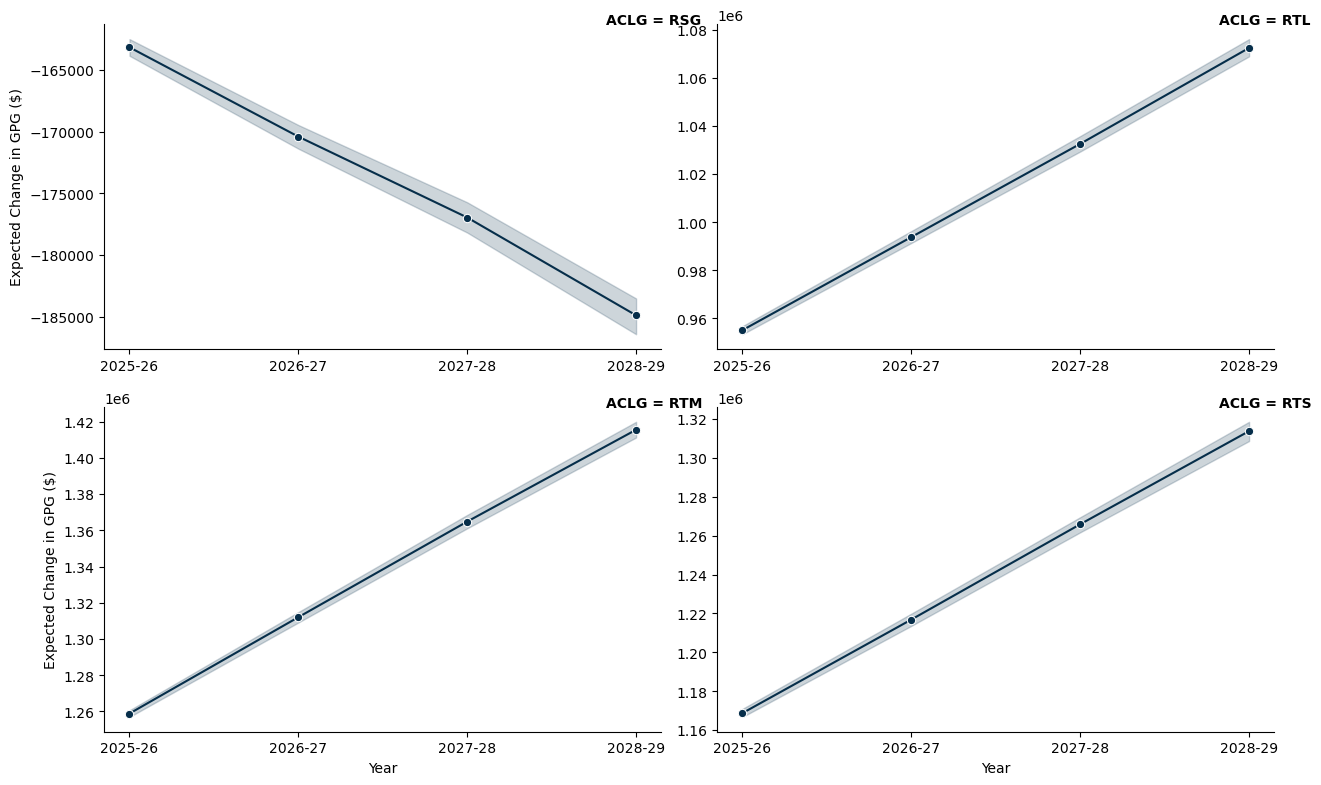 ACLG = RSG
Expected Change in GPG ($)
−165000
−170000
−175000
−180000
−185000
2025-26 2026-27 2027-28 2028-29
1e6
ACLG = RTL
1.08
1.06
1.04
1.02
1.00
0.98
0.96
2025-26 2026-27 2027-28 2028-29
1e6
ACLG = RTM
Expected Change in GPG ($)
1.42
1.40
1.38
1.36
1.34
1.32
1.30
1.28
1.26
2025-26 2026-27 2027-28 2028-29
Year
1e6
ACLG = RTS
1.32
1.30
1.28
1.26
1.24
1.22
1.20
1.18
1.16
2025-26 2026-27 2027-28 2028-29
Year